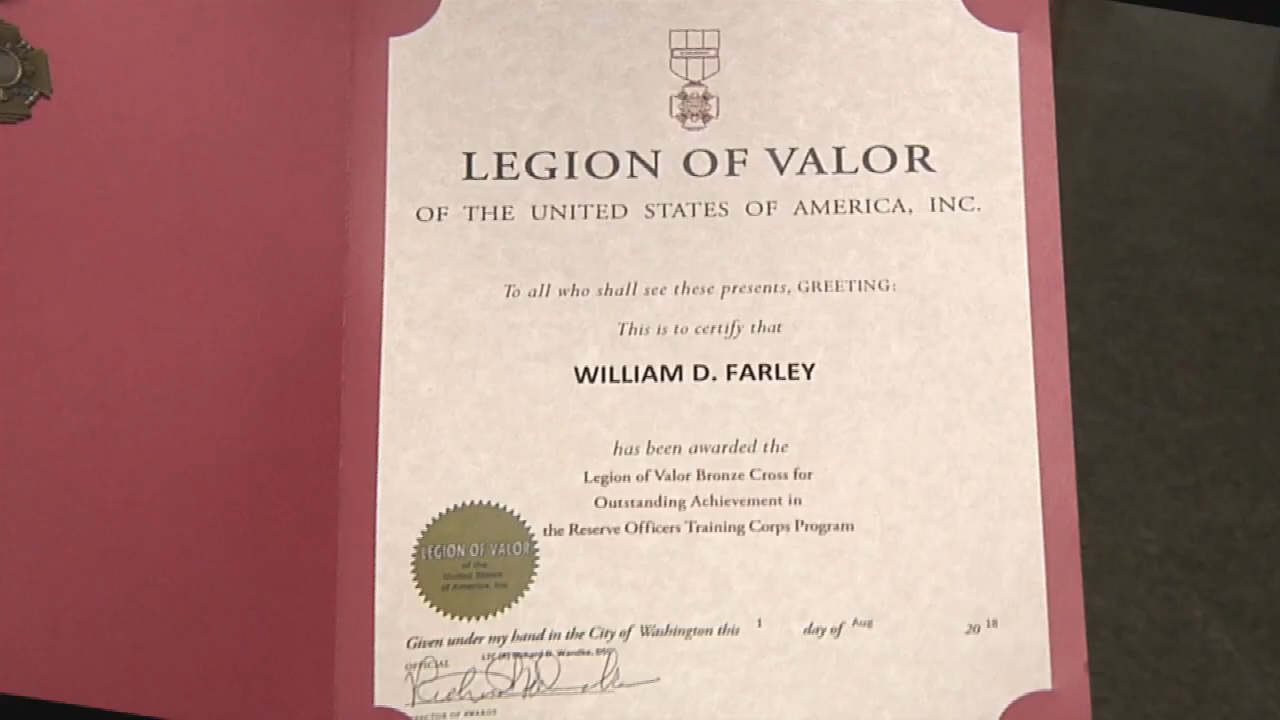 LEGION OF VALOR
OF THE UNITED STATES OF AMERICA, INC.
To all who shall see these presents, GREETING:
This is to certify that
WILLIAM D. FARLEY
has been awarded the
Legion of Valor Bronze Cross for
Outstanding Achievement in
the Reserve Officers Training Corps Program
LEGION OF VALOR
of the
United States
of America, Inc
Given under my hand in the City of Washington this 1 day of Aug 20 18
OFFICIAL
OF AWARDS